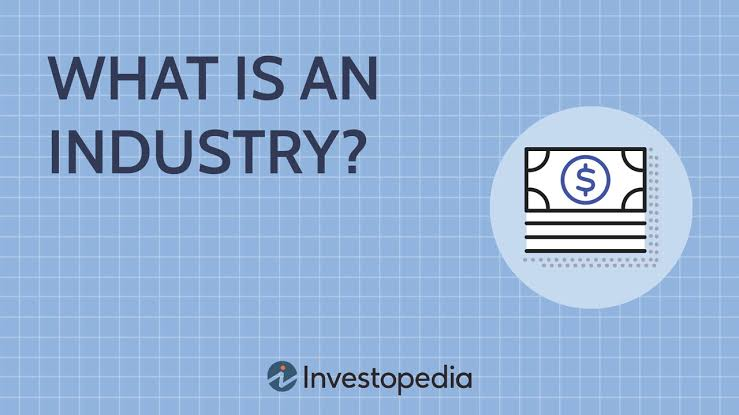 WHAT IS AN
INDUSTRY?
$
Investopedia